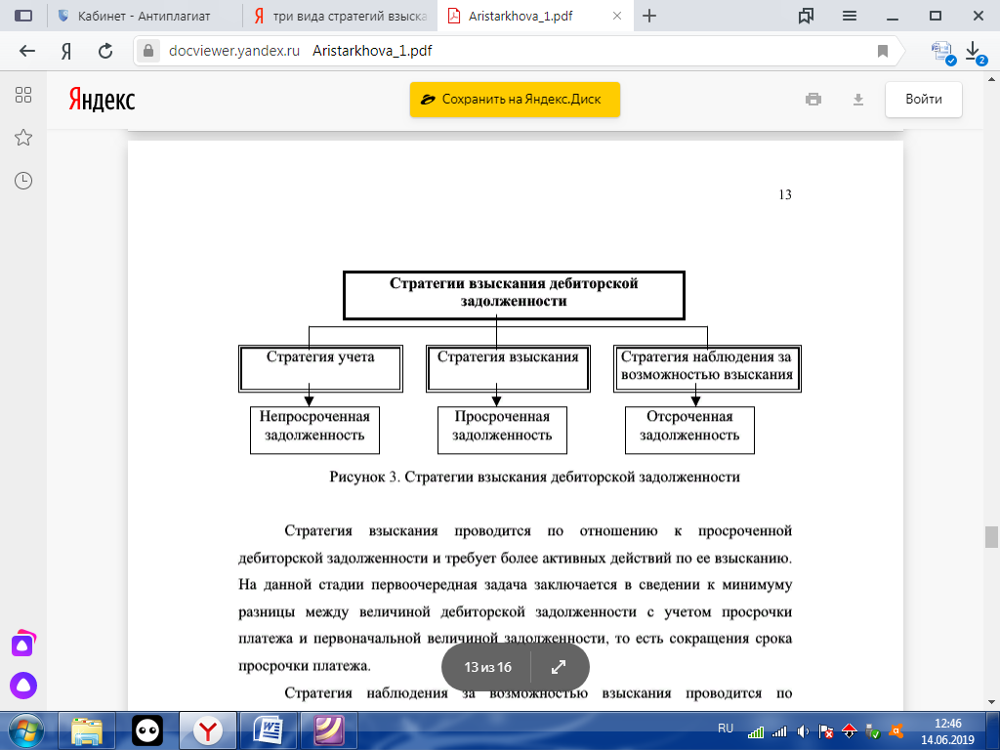 Кабинет - Антиплагиат
Я три вида стратегий взыска
Aristarkhova_1.pdf
Я docviewer.yandex.ru Aristarkhova_1.pdf
2
Яндекс
Сохранить на Яндекс.Диск
Войти
13
Стратегии взыскания дебиторской
задолженности
Стратегия учета
Стратегия взыскания
Стратегия наблюдения за
возможностью взыскания
Непросроченная
задолженность
Просроченная
задолженность
Отсроченная
задолженность
Рисунок 3. Стратегии взыскания дебиторской задолженности
Стратегия взыскания проводится по отношению к просроченной
дебиторской задолженности и требует более активных действий по ее взысканию.
На данной стадии первоочередная задача заключается в сведении к минимуму
разницы между величиной дебиторской задолженности с учетом просрочки
платежа и первоначальной величиной задолженности, то есть сокращения срока
просрочки платежа.
13 из 16
Стратегия наблюдения за возможностью взыскания проводится по
Y
W
RU
12:46
14.06.2019